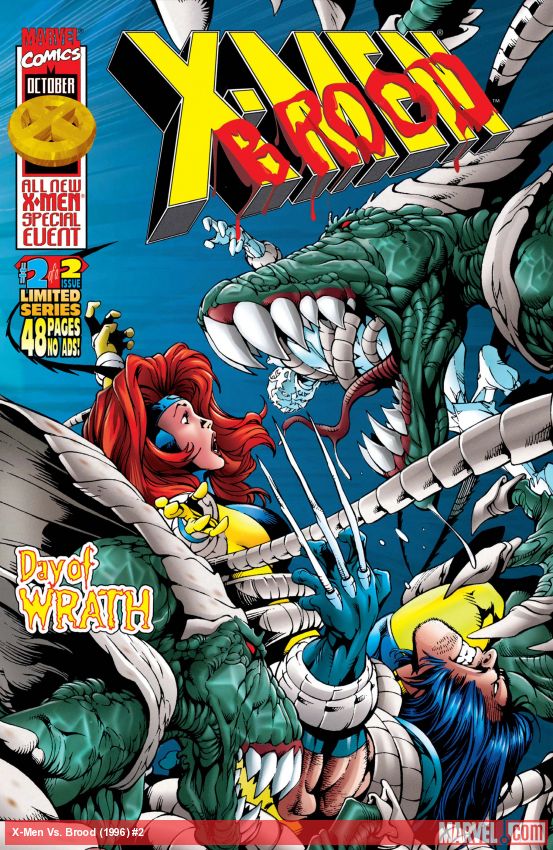 MARVEL
COMICS
OCTOBER
X
ALL NEW
X-MEN®
SPECIAL
EVENT
#2 of 2
ISSUE
LIMITED
SERIES
48 PAGES
NO ADS!
X-MEN®
BROOD™
Day of
WRATH
X-Men Vs. Brood (1996) #2
MARVEL.COM